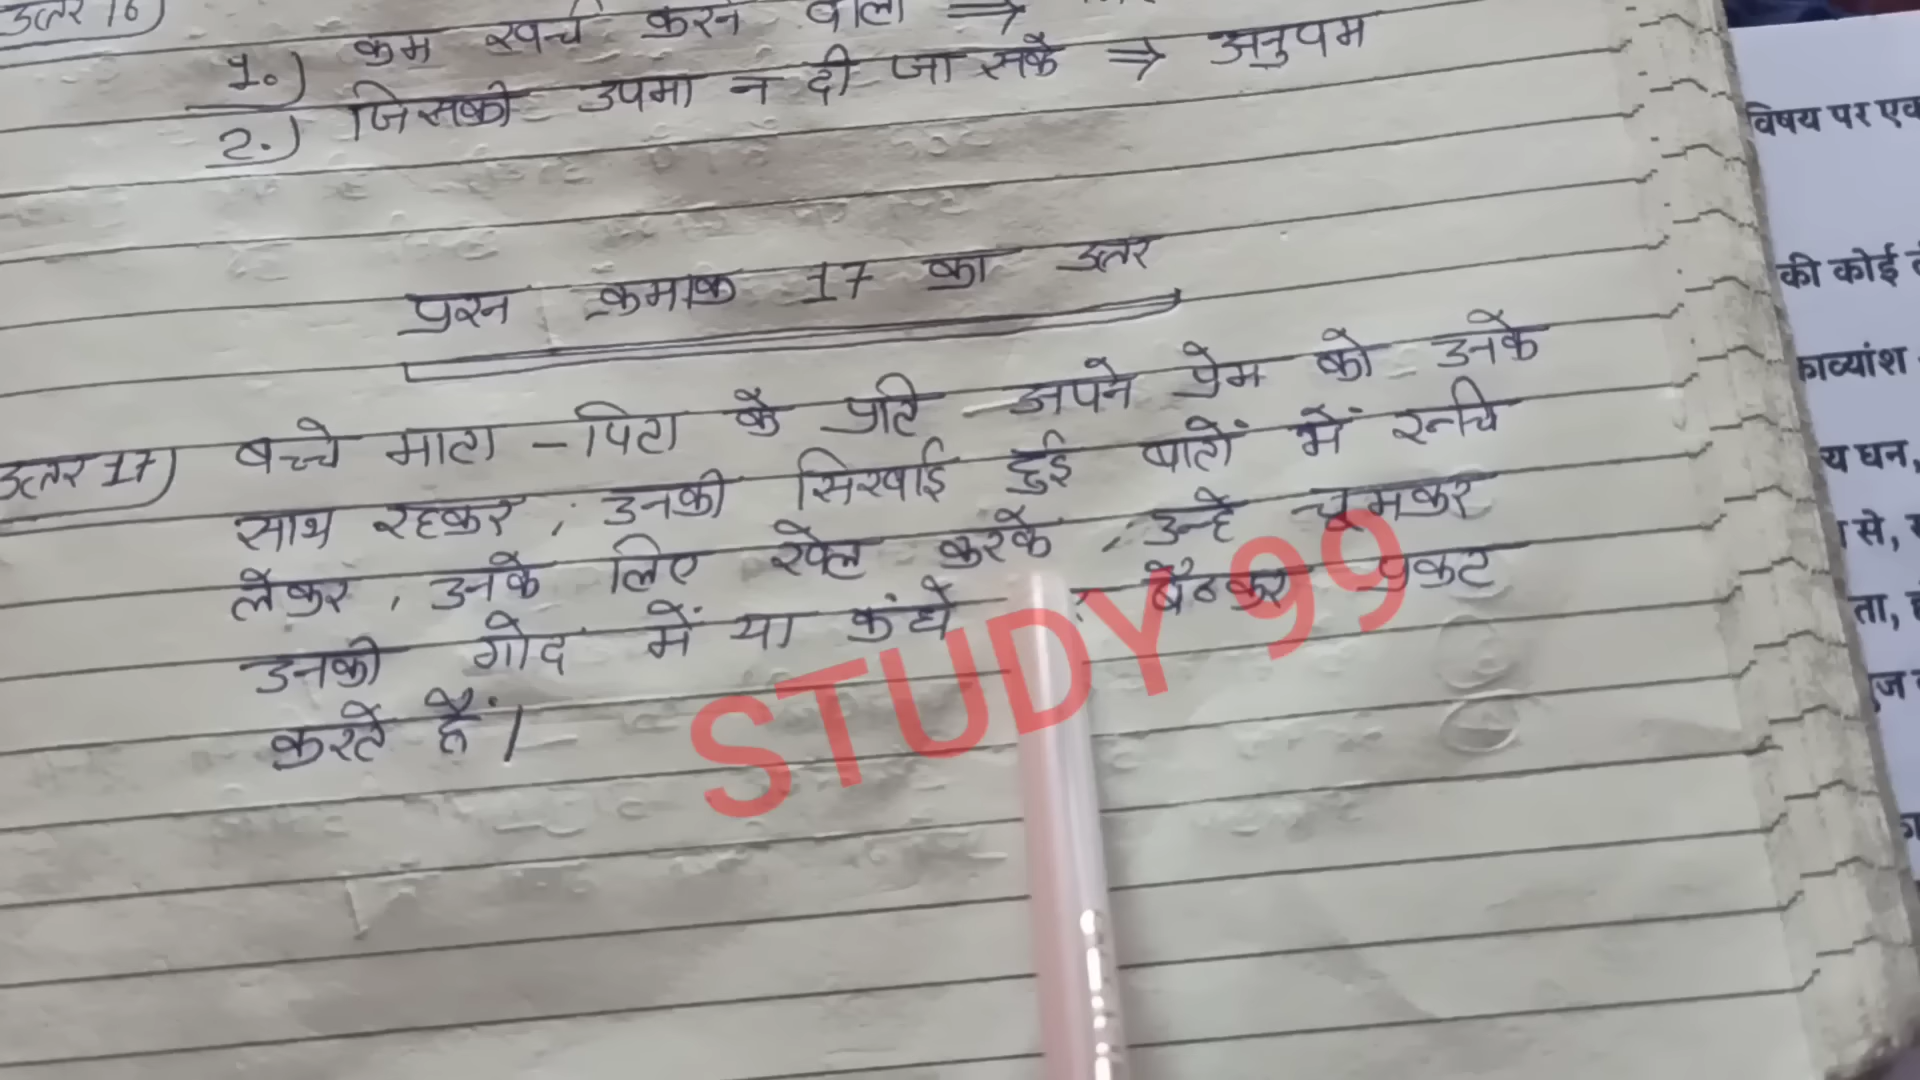 उत्तर 16)
1.) कम खर्च करने वाला ⇒
2.) जिसकी उपमा न दी जा सके ⇒ अनुपम
प्रश्न क्रमांक 17 का उत्तर
उत्तर 17) बच्चे माता - पिता के प्रति अपने प्रेम को उनके
साथ रहकर, उनकी सिखाई हुई बातों में रूचि
लेकर, उनके लिए खेल करके, उन्हे चूमकर
उनकी गोद में या कंधे बैठकर प्रकट
करते हैं।
STUDY 99
विषय पर एक
की कोई
काव्यांश
य धन,
से,
ता,